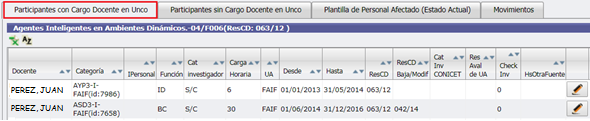 Participantes con Cargo Docente en Unco
Participantes sin Cargo Docente en Unco
Plantilla de Personal Afectado (Estado Actual)
Movimientos
Agentes Inteligentes en Ambientes Dinámicos.-04/F006(ResCD: 063/12 )
Docente Categoría IPersonal Función Cat investigador Carga Horaria UA Desde Hasta ResCD ResCD Baja/Modif Cat Inv CONICET Res Aval de UA Check Inv HsOtraFuente
PEREZ, JUAN AYP3-I-FAIF(id:7986) ID S/C 6 FAIF 01/01/2013 31/05/2014 063/12 0
PEREZ, JUAN ASD3-I-FAIF(id:7658) BC S/C 30 FAIF 01/06/2014 31/12/2016 063/12 042/14 0